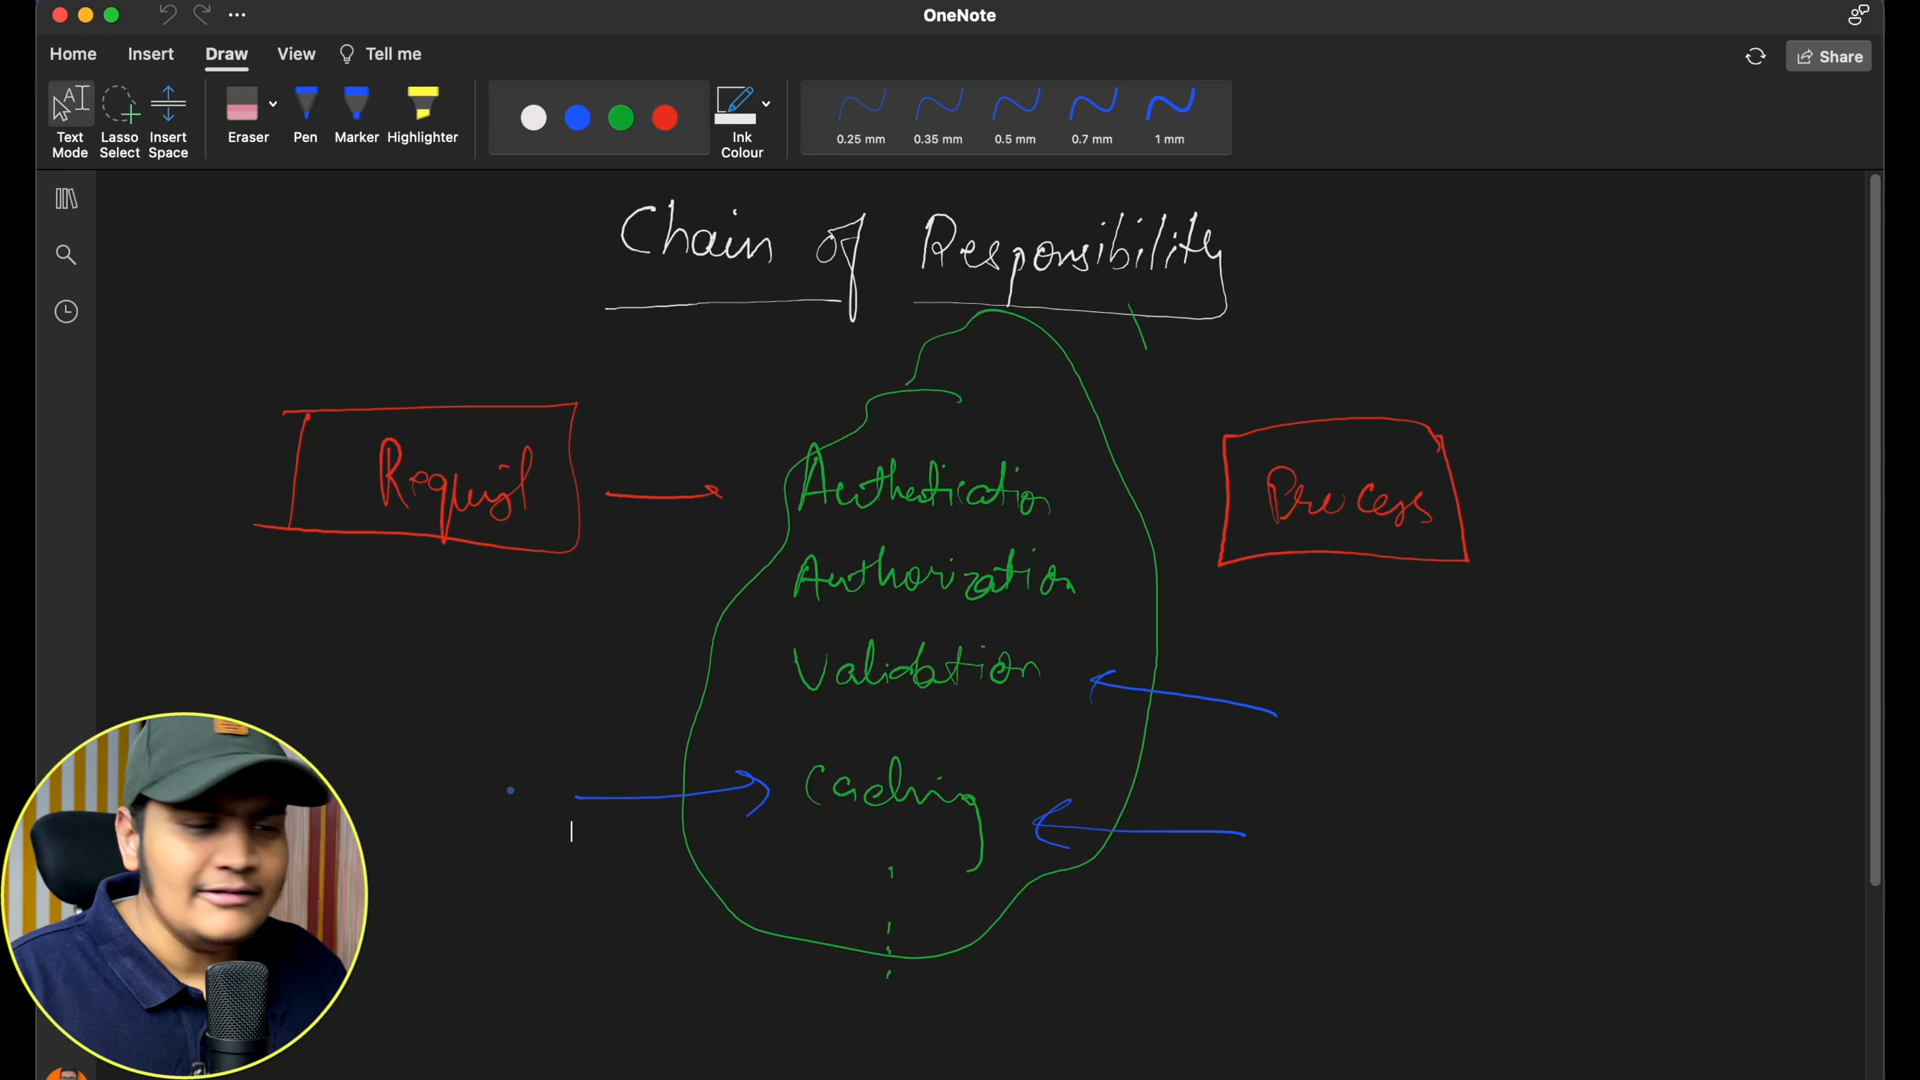 OneNote
Home Insert Draw View Tell me
Share
Text Mode
Lasso Select
Insert Space
Eraser
Pen
Marker
Highlighter
Ink Colour
0.25 mm
0.35 mm
0.5 mm
0.7 mm
1 mm
Chain of Responsibility
Request
Authentication
Process
Authorization
Validation
Caching